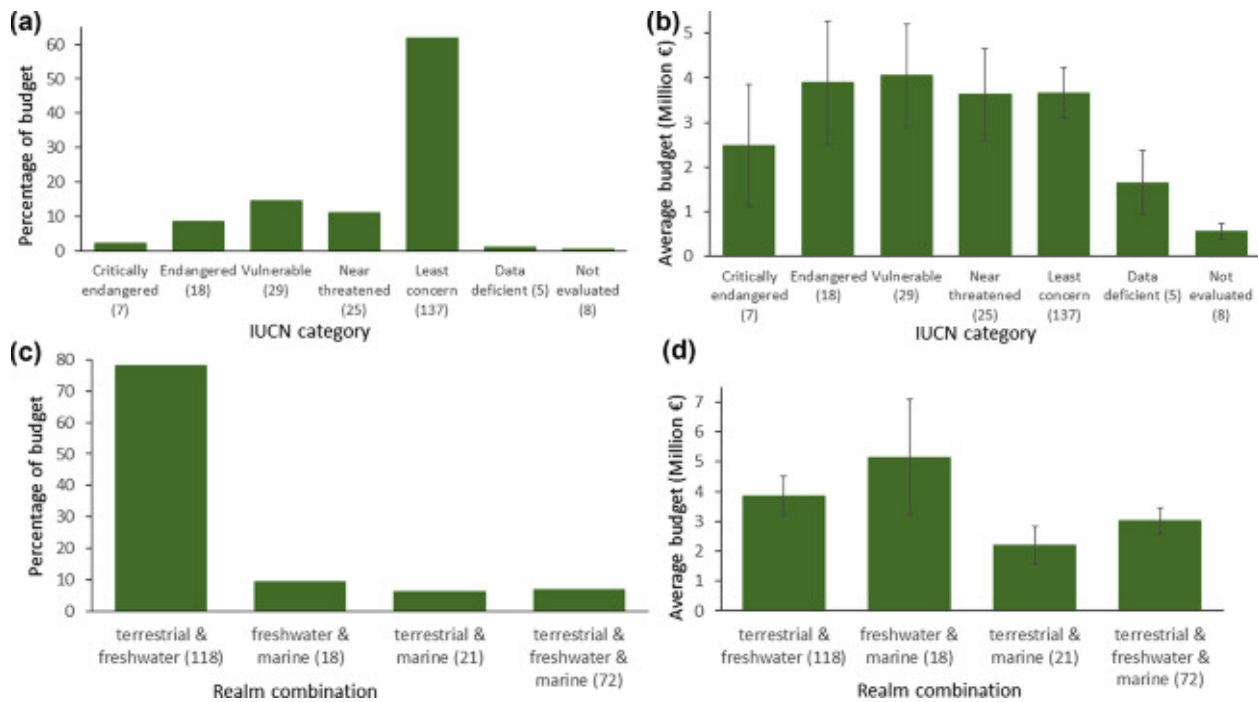 (a)
Percentage of budget
60
50
40
30
20
10
0
Critically
endangered
(7)
Endangered
(18)
Vulnerable
(29)
Near
threatened
(25)
Least
concern
(137)
Data
deficient (5)
Not
evaluated
(8)
IUCN category
(b)
Average budget (Million €)
5
4
3
2
1
0
Critically
endangered
(7)
Endangered
(18)
Vulnerable
(29)
Near
threatened
(25)
Least
concern
(137)
Data
deficient (5)
Not
evaluated
(8)
IUCN category
(c)
Percentage of budget
80
70
60
50
40
30
20
10
0
terrestrial &
freshwater (118)
freshwater &
marine (18)
terrestrial &
marine (21)
terrestrial &
freshwater &
marine (72)
Realm combination
(d)
Average budget (Million €)
7
6
5
4
3
2
1
0
terrestrial &
freshwater (118)
freshwater &
marine (18)
terrestrial &
marine (21)
terrestrial &
freshwater &
marine (72)
Realm combination